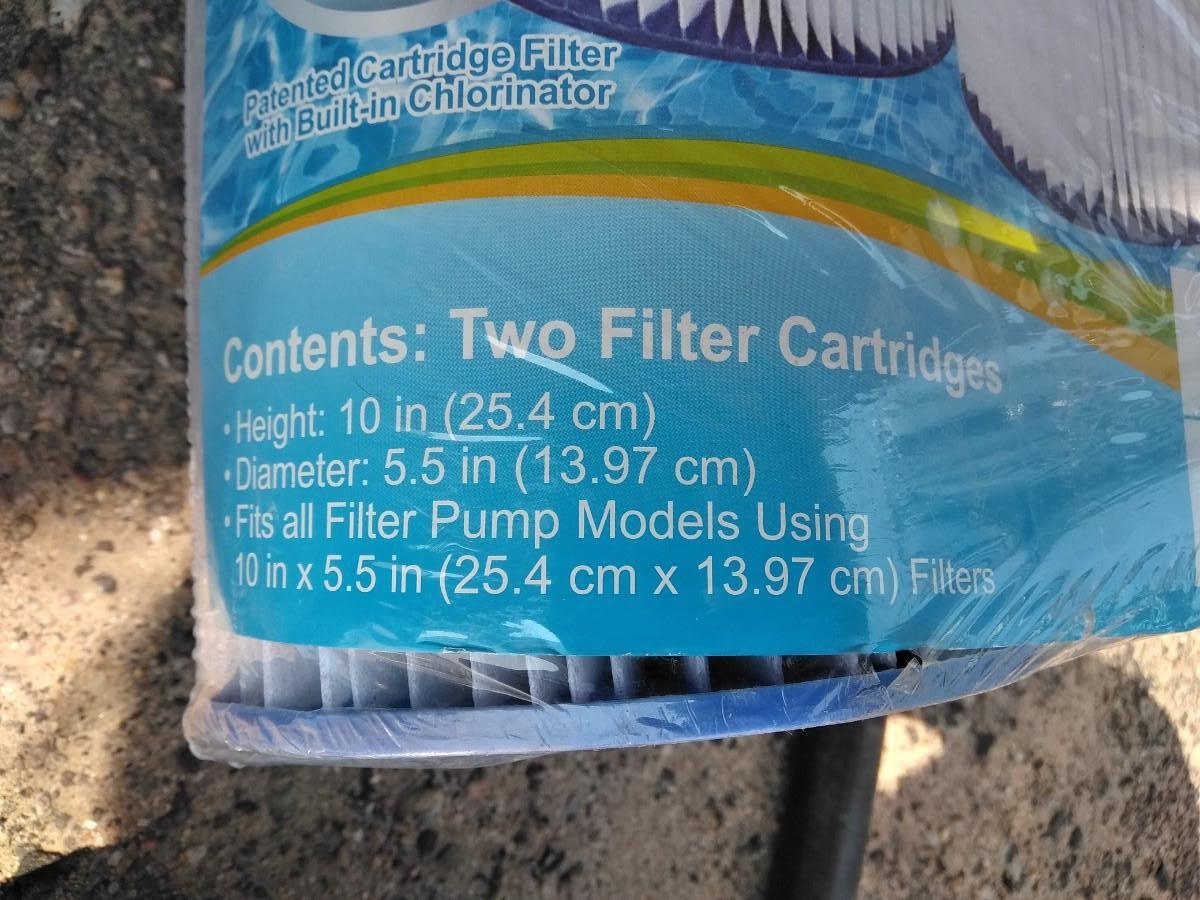 Patented Cartridge Filter
with Built-in Chlorinator
Contents: Two Filter Cartridges
• Height: 10 in (25.4 cm)
• Diameter: 5.5 in (13.97 cm)
• Fits all Filter Pump Models Using
10 in x 5.5 in (25.4 cm x 13.97 cm) Filters